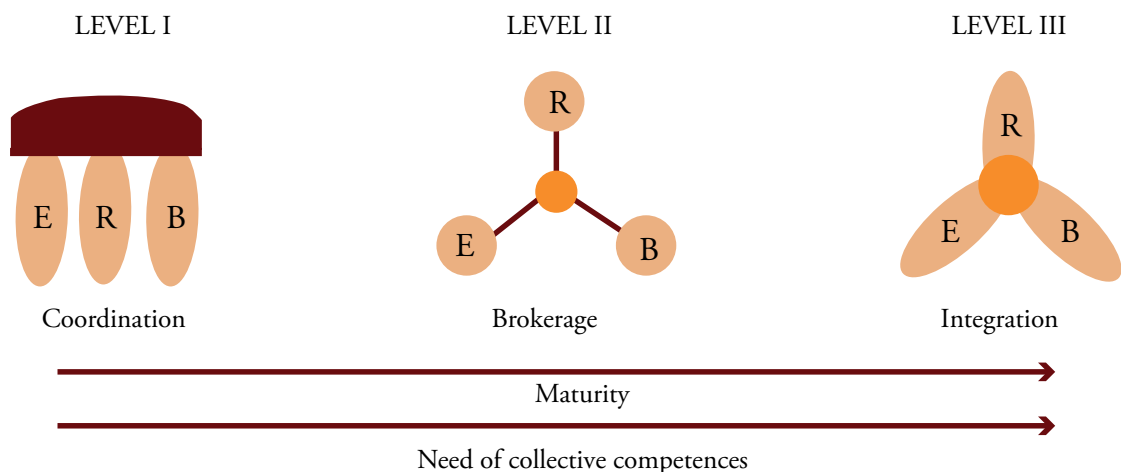 LEVEL I
LEVEL II
LEVEL III
E
R
B
R
E
B
R
E
B
Coordination
Brokerage
Integration
Maturity
Need of collective competences